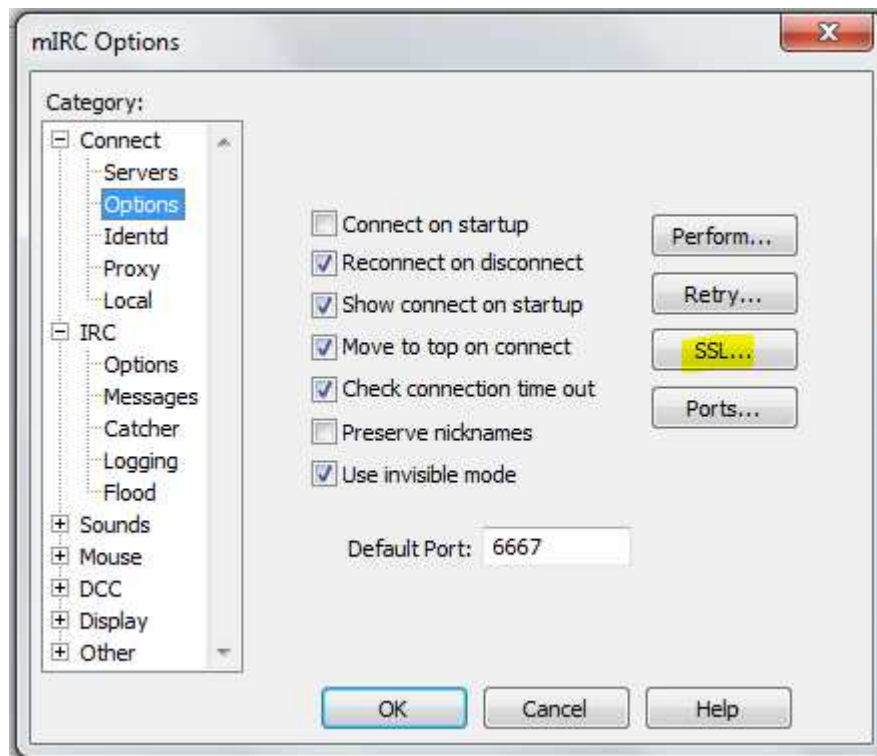 mIRC Options
Category:
Connect
Servers
Options
Identd
Proxy
Local
IRC
Options
Messages
Catcher
Logging
Flood
Sounds
Mouse
DCC
Display
Other
Connect on startup
Reconnect on disconnect
Show connect on startup
Move to top on connect
Check connection time out
Preserve nicknames
Use invisible mode
Default Port: 6667
Perform...
Retry...
SSL...
Ports...
OK Cancel Help